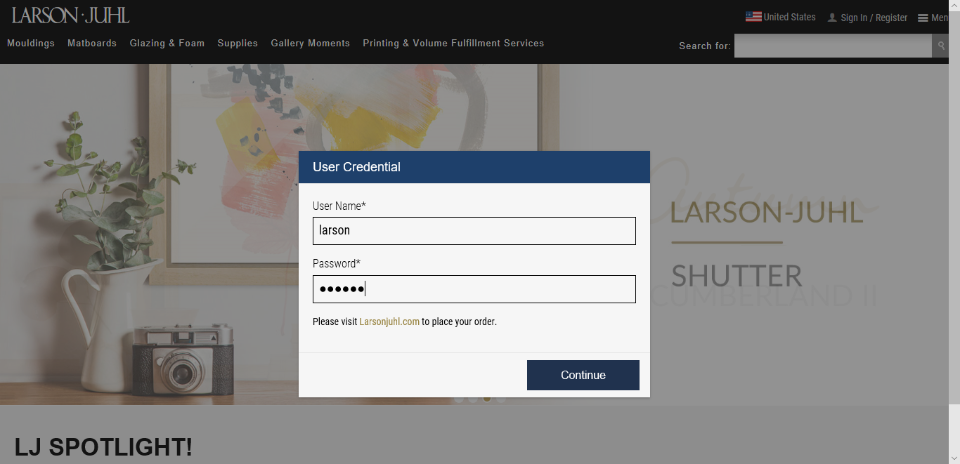 LARSON·JUHL
United States
Sign In / Register
Men
Mouldings Matboards Glazing & Foam Supplies Gallery Moments Printing & Volume Fulfillment Services
Search for:
User Credential
User Name*
larson
Password*
••••••
Please visit Larsonjuhl.com to place your order.
Continue
LARSON-JUHL
SHUTTER
CUMBERLAND II
LJ SPOTLIGHT!